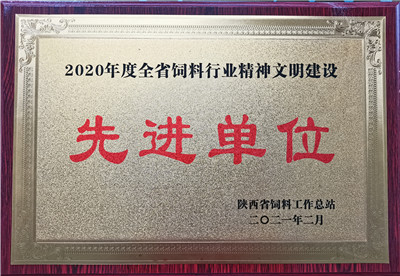 2020年度全省饲料行业精神文明建设
先进单位
陕西省饲料工作总站
二〇二一年二月